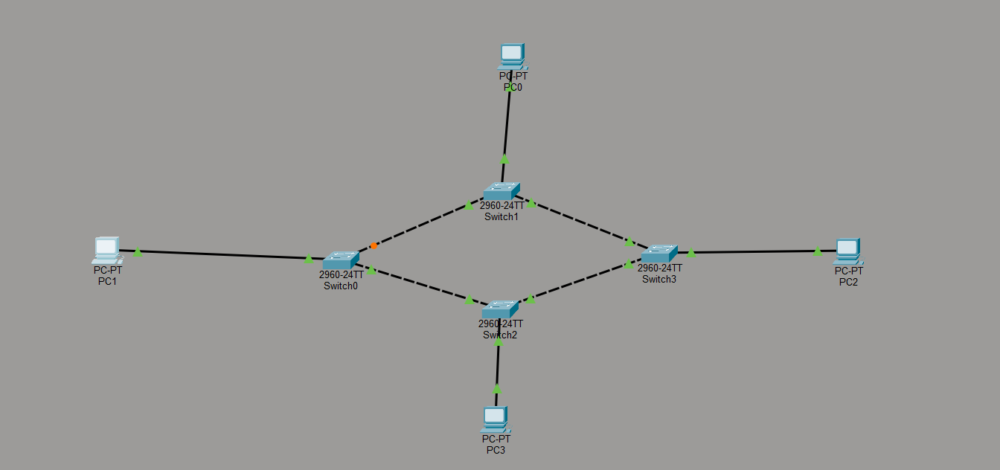 PC-PT
PC0
2960-24TT
Switch1
PC-PT
PC1
2960-24TT
Switch0
2960-24TT
Switch3
PC-PT
PC2
2960-24TT
Switch2
PC-PT
PC3